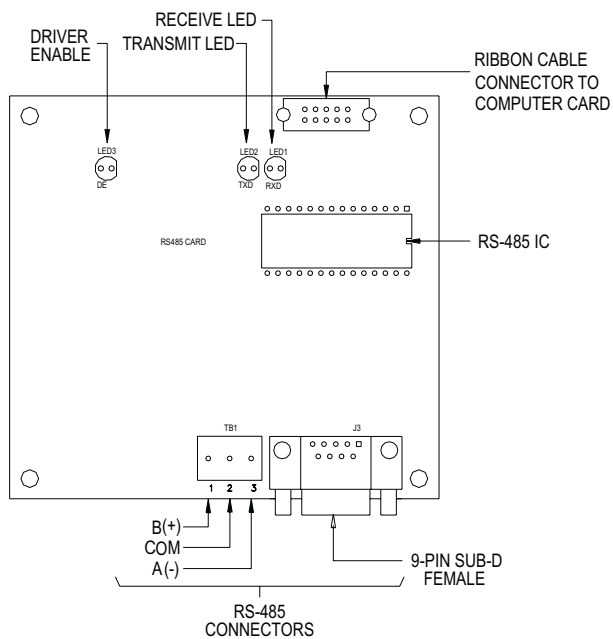 RECEIVE LED
DRIVER
ENABLE
TRANSMIT LED
RIBBON CABLE
CONNECTOR TO
COMPUTER CARD
LED3
LED2
LED1
DE
TXD
RXD
RS485 CARD
RS-485 IC
TB1
J3
1 2 3
B(+)
COM
A(-)
9-PIN SUB-D
FEMALE
RS-485
CONNECTORS